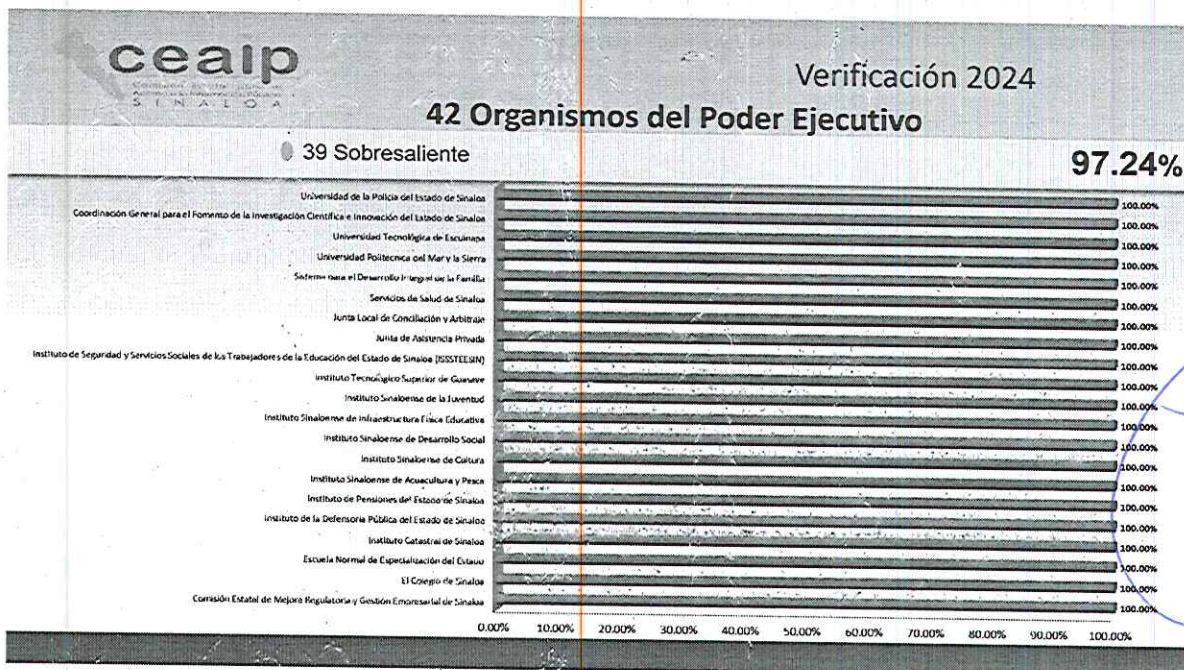 ceaip
SINALOA
Verificación 2024
42 Organismos del Poder Ejecutivo
39 Sobresaliente
97.24%
Universidad de la Policía del Estado de Sinaloa 100.00%
Coordinación General para el Fomento de la Investigación Científica e Innovación del Estado de Sinaloa 100.00%
Universidad Tecnológica de Escuinapa 100.00%
Universidad Politécnica del Mar y la Sierra 100.00%
Sistema para el Desarrollo Integral de la Familia 100.00%
Servicios de Salud de Sinaloa 100.00%
Junta Local de Conciliación y Arbitraje 100.00%
Junta de Asistencia Privada 100.00%
Instituto de Seguridad y Servicios Sociales de los Trabajadores de la Educación del Estado de Sinaloa (ISSSTEESIN) 100.00%
Instituto Tecnológico Superior de Guasave 100.00%
Instituto Sinaloense de la Juventud 100.00%
Instituto Sinaloense de Infraestructura Física Educativa 100.00%
Instituto Sinaloense de Desarrollo Social 100.00%
Instituto Sinaloense de Cultura 100.00%
Instituto Sinaloense de Acuacultura y Pesca 100.00%
Instituto de Pensiones del Estado de Sinaloa 100.00%
Instituto de la Defensoría Pública del Estado de Sinaloa 100.00%
Instituto Catastral de Sinaloa 100.00%
Escuela Normal de Especialización del Estado 100.00%
El Colegio de Sinaloa 100.00%
Comisión Estatal de Mejora Regulatoria y Gestión Empresarial de Sinaloa 100.00%
0.00% 10.00% 20.00% 30.00% 40.00% 50.00% 60.00% 70.00% 80.00% 90.00% 100.00%